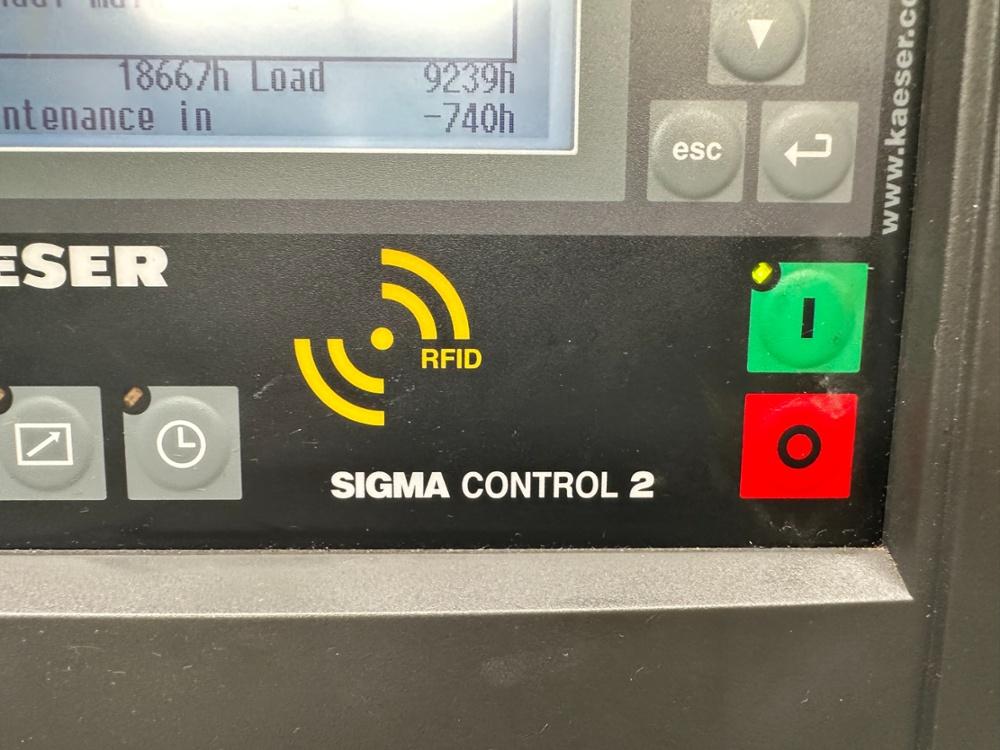 18667h Load 9239h
ntenance in -740h
esc
www.kaeser.co
ESER
RFID
I
O
SIGMA CONTROL 2